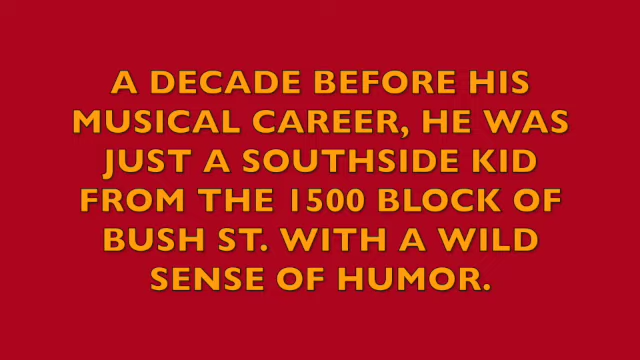 A DECADE BEFORE HIS
MUSICAL CAREER, HE WAS
JUST A SOUTHSIDE KID
FROM THE 1500 BLOCK OF
BUSH ST. WITH A WILD
SENSE OF HUMOR.